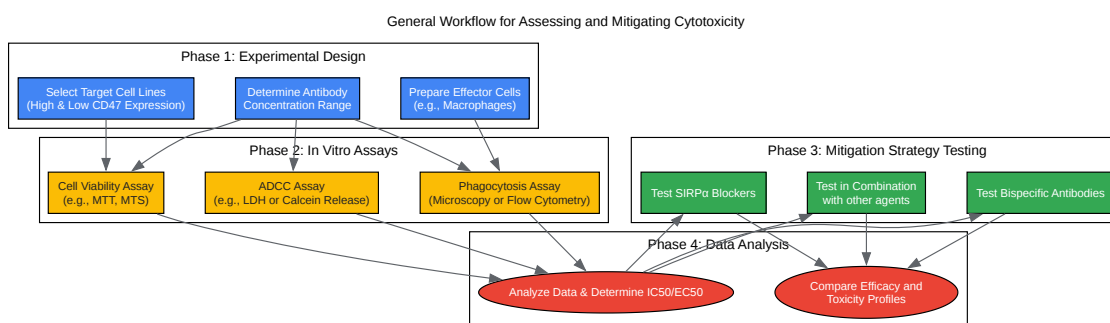 General Workflow for Assessing and Mitigating Cytotoxicity
Phase 1: Experimental Design
Select Target Cell Lines
(High & Low CD47 Expression)
Determine Antibody
Concentration Range
Prepare Effector Cells
(e.g., Macrophages)
Phase 2: In Vitro Assays
Cell Viability Assay
(e.g., MTT, MTS)
ADCC Assay
(e.g., LDH or Calcein Release)
Phagocytosis Assay
(Microscopy or Flow Cytometry)
Phase 3: Mitigation Strategy Testing
Test SIRPα Blockers
Test in Combination
with other agents
Test Bispecific Antibodies
Phase 4: Data Analysis
Analyze Data & Determine IC50/EC50
Compare Efficacy and
Toxicity Profiles